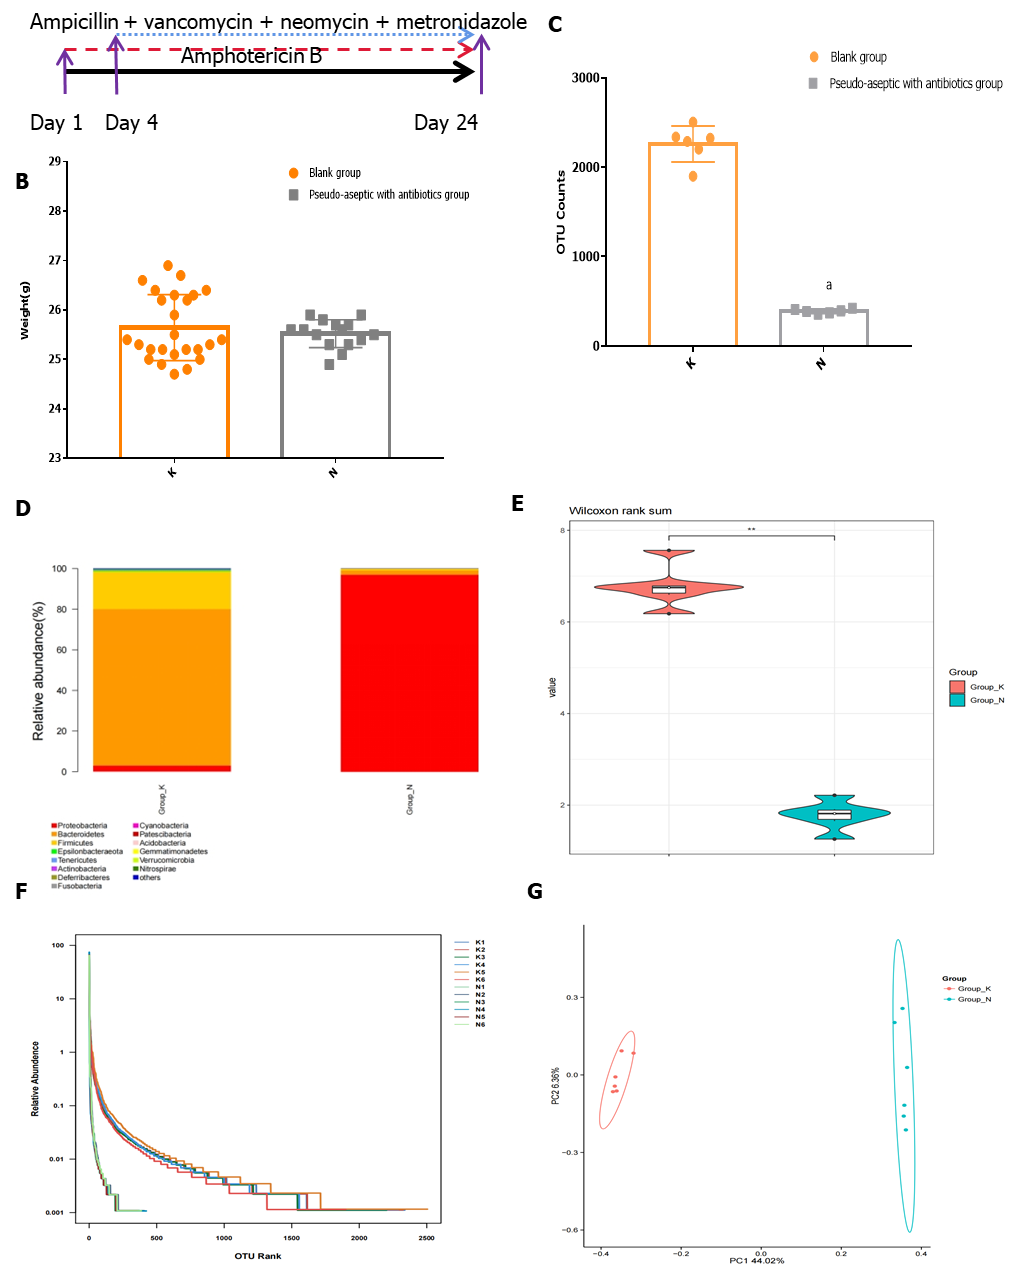 Ampicillin + vancomycin + neomycin + metronidazole
Amphotericin B
Day 1
Day 4
Day 24
B
Blank group
Pseudo-aseptic with antibiotics group
29
28
27
26
25
24
23
Weight(g)
K
N
C
Blank group
Pseudo-aseptic with antibiotics group
3000
2000
1000
0
OTU Counts
a
K
N
D
100
80
60
40
20
0
Relative abundance(%)
Group_K
Group_N
Proteobacteria
Bacteroidetes
Firmicutes
Epsilonbacteraeota
Tenericutes
Actinobacteria
Deferribacteres
Fusobacteria
Cyanobacteria
Patescibacteria
Acidobacteria
Gemmatimonadetes
Verrucomicrobia
Nitrospirae
others
E
Wilcoxon rank sum
**
8
6
4
2
value
Group
Group_K
Group_N
F
100
10
1
0.1
0.01
0.001
Relative Abundance
0
500
1000
1500
2000
2500
OTU Rank
K1
K2
K3
K4
K5
K6
N1
N2
N3
N4
N5
N6
G
0.3
0.0
−0.3
−0.6
PC2 6.36%
−0.4
−0.2
0.0
0.2
0.4
PC1 44.02%
Group
Group_K
Group_N